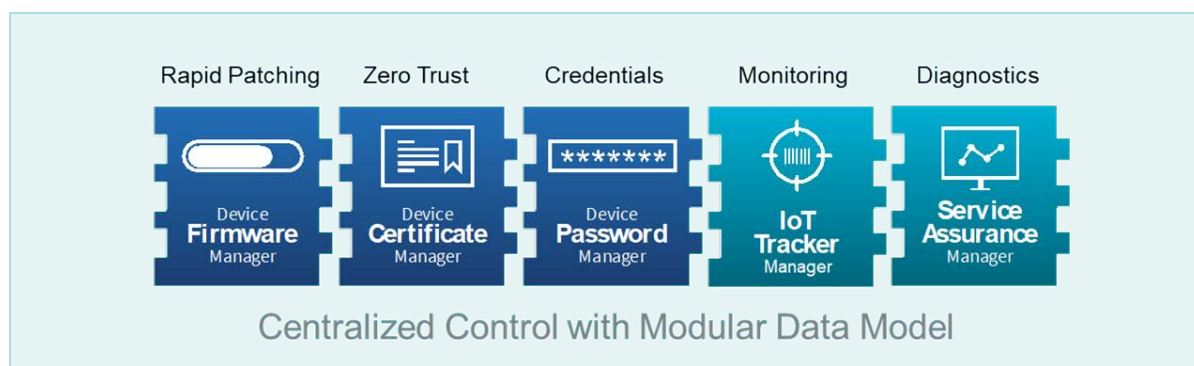 Rapid Patching
Zero Trust
Credentials
Monitoring
Diagnostics
*******
Device
Firmware
Manager
Device
Certificate
Manager
Device
Password
Manager
IoT
Tracker
Manager
Service
Assurance
Manager
Centralized Control with Modular Data Model